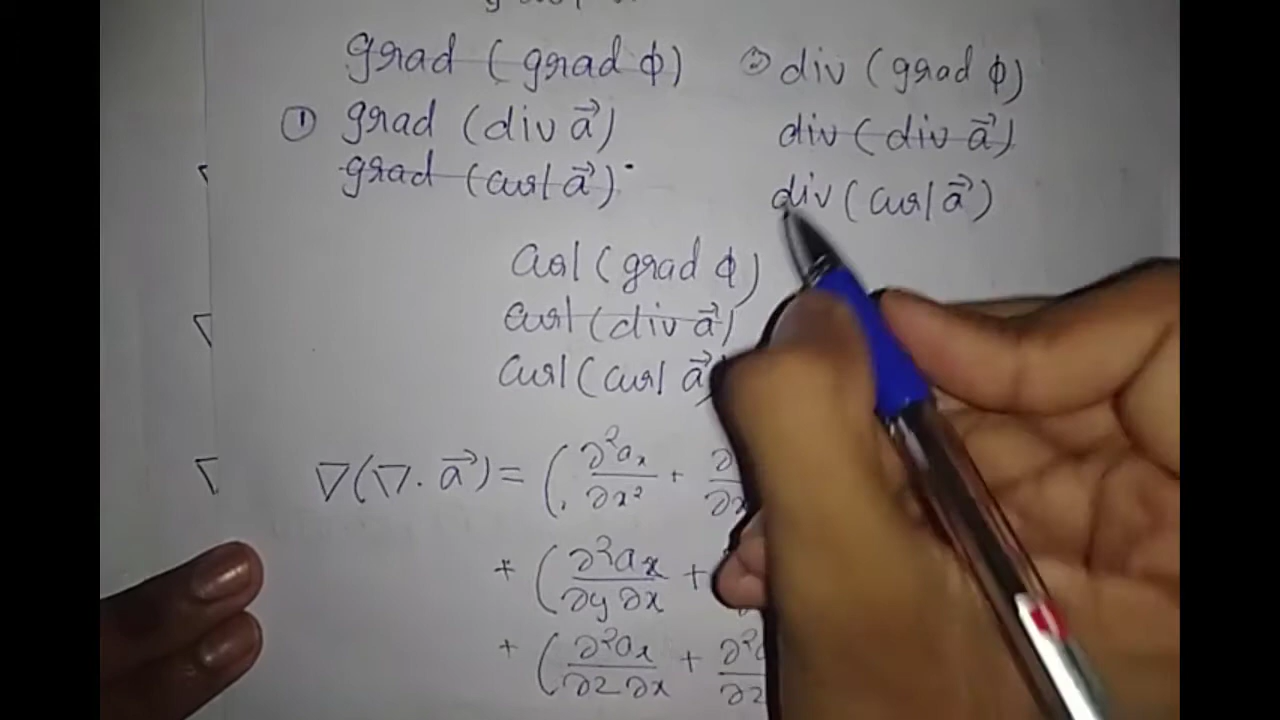 grad (grad ϕ)
① grad (div a⃗)
grad (curl a⃗)
② div (grad ϕ)
div (div a⃗)
div (curl a⃗)
curl (grad ϕ)
curl (div a⃗)
curl (curl a⃗
∇(∇. a⃗) = (∂²aₓ/∂x² + ∂
+ (∂²aₓ/∂y ∂x +
+ (∂²aₓ/∂z ∂x + ∂²
∇
∇
∇